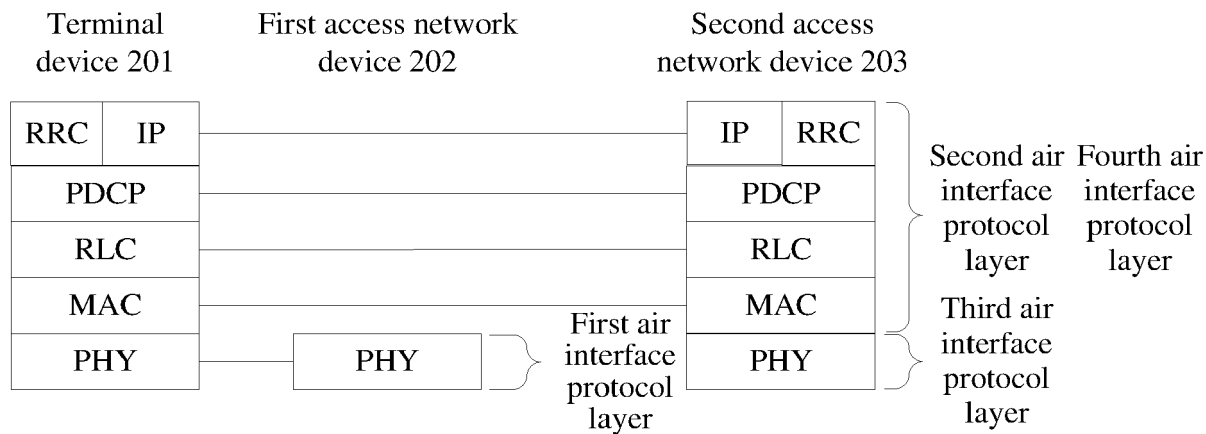 Terminal
device 201
First access network
device 202
Second access
network device 203
RRC
IP
IP
RRC
PDCP
PDCP
RLC
RLC
MAC
MAC
PHY
PHY
PHY
First air
interface
protocol
layer
Second air
interface
protocol
layer
Fourth air
interface
protocol
layer
Third air
interface
protocol
layer